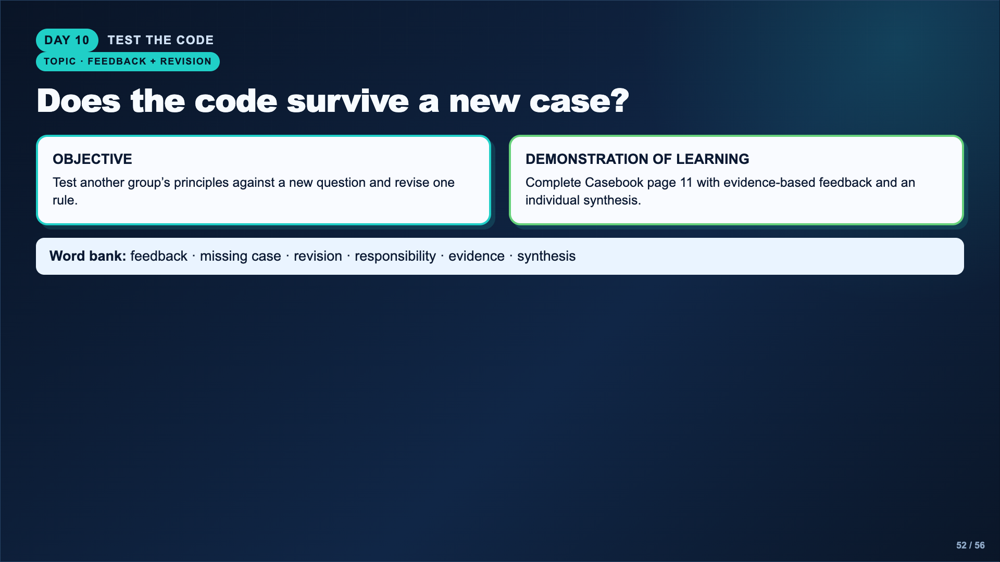 DAY 10 TEST THE CODE
TOPIC · FEEDBACK + REVISION
Does the code survive a new case?
OBJECTIVE
Test another group’s principles against a new question and revise one
rule.
DEMONSTRATION OF LEARNING
Complete Casebook page 11 with evidence-based feedback and an
individual synthesis.
Word bank: feedback · missing case · revision · responsibility · evidence · synthesis
52 / 56